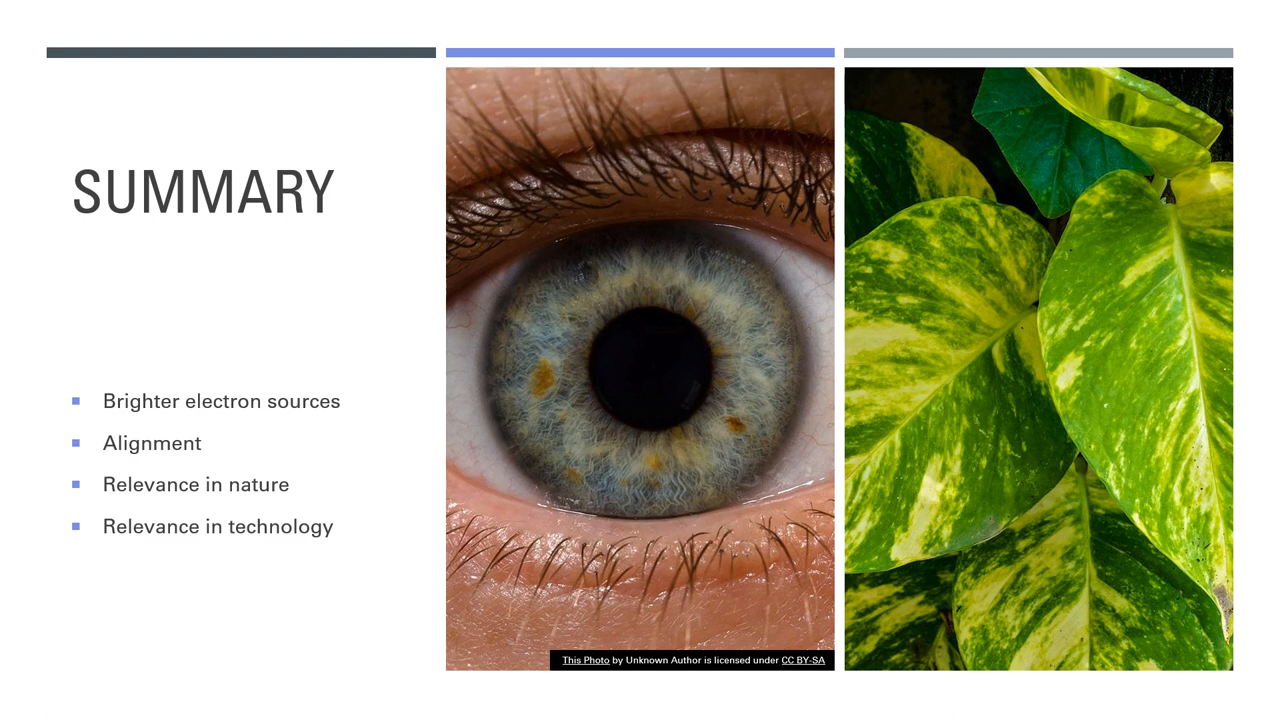 SUMMARY
Brighter electron sources
Alignment
Relevance in nature
Relevance in technology
This Photo by Unknown Author is licensed under CC BY-SA